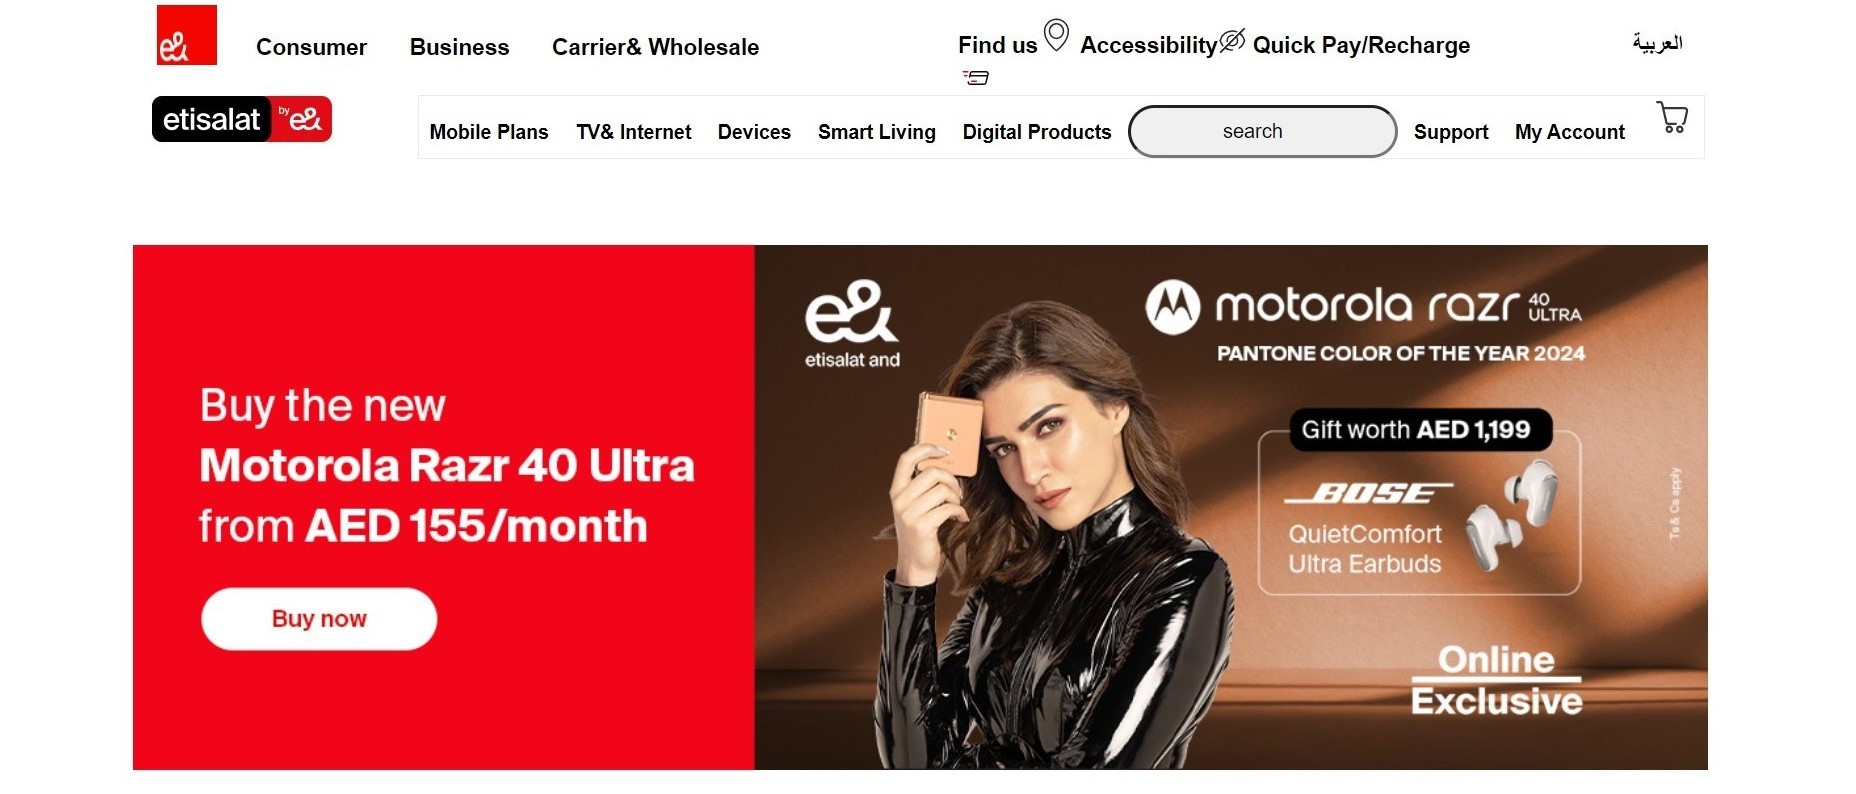 e&
Consumer Business Carrier& Wholesale Find us Accessibility Quick Pay/Recharge العربية
etisalat by e&
Mobile Plans TV& Internet Devices Smart Living Digital Products search Support My Account
Buy the new
Motorola Razr 40 Ultra
from AED 155/month
Buy now
e&
etisalat and
motorola razr 40 ULTRA
PANTONE COLOR OF THE YEAR 2024
Gift worth AED 1,199
BOSE
QuietComfort
Ultra Earbuds
Ts & Cs apply
Online
Exclusive